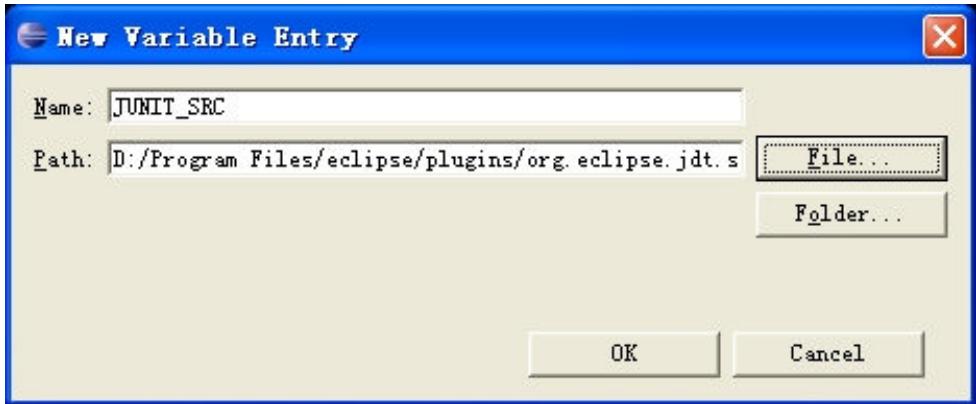 New Variable Entry
Name: JUNIT_SRC
Path: D:/Program Files/eclipse/plugins/org.eclipse.jdt.s File...
Folder...
OK Cancel